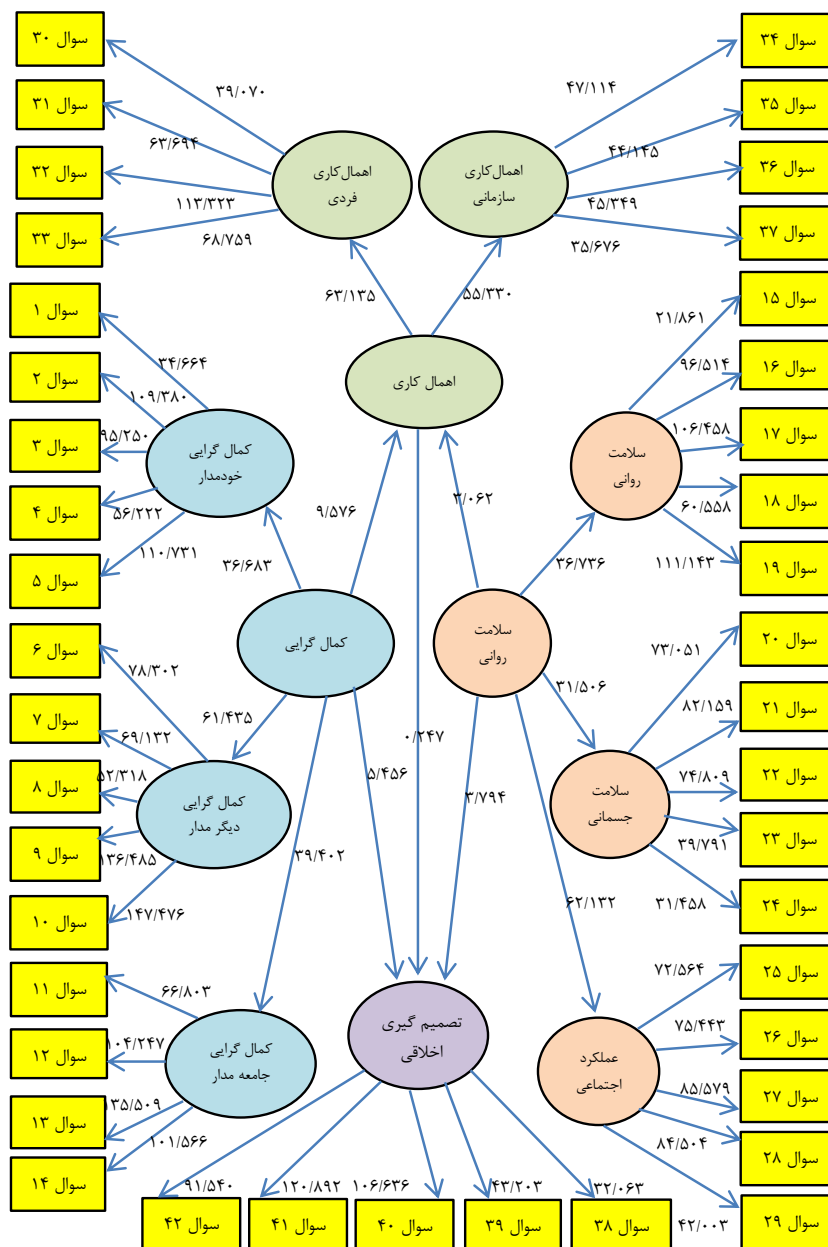 سوال ۳۰
سوال ۳۱
سوال ۳۲
سوال ۳۳
سوال ۳۴
سوال ۳۵
سوال ۳۶
سوال ۳۷
۳۹/۰۷۰
۶۳/۶۹۴
۱۱۳/۳۲۳
۶۸/۷۵۹
۴۷/۱۱۴
۴۴/۱۴۵
۴۵/۳۴۹
۳۵/۶۷۶
اهمال‌کاری
فردی
اهمال‌کاری
سازمانی
۶۳/۱۳۵
۵۵/۳۳۰
اهمال کاری
سوال ۱
سوال ۲
سوال ۳
سوال ۴
سوال ۵
۳۴/۶۶۴
۱۰۹/۳۸۰
۹۵/۲۵۰
۵۶/۲۲۲
۱۱۰/۷۳۱
کمال گرایی
خودمدار
سوال ۱۵
سوال ۱۶
سوال ۱۷
سوال ۱۸
سوال ۱۹
۲۱/۸۶۱
۹۶/۵۱۴
۱۰۶/۴۵۸
۶۰/۵۵۸
۱۱۱/۱۴۳
سلامت
روانی
۹/۵۷۶
۳/۰۶۲
۳۶/۶۸۳
۳۶/۷۳۶
کمال گرایی
سلامت
روانی
۶۱/۴۳۵
۳۱/۵۰۶
۵/۴۵۶
۰/۲۴۷
۳/۷۹۴
۳۹/۴۰۲
۶۲/۱۳۲
سوال ۶
سوال ۷
سوال ۸
سوال ۹
سوال ۱۰
۷۸/۳۰۲
۶۹/۱۳۲
۵۲/۳۱۸
۱۳۶/۴۸۵
۱۴۷/۴۷۶
کمال گرایی
دیگر مدار
سوال ۲۰
سوال ۲۱
سوال ۲۲
سوال ۲۳
سوال ۲۴
۷۳/۰۵۱
۸۲/۱۵۹
۷۴/۸۰۹
۳۹/۷۹۱
۳۱/۴۵۸
سلامت
جسمانی
سوال ۱۱
سوال ۱۲
سوال ۱۳
سوال ۱۴
۶۶/۸۰۳
۱۰۴/۲۴۷
۱۳۵/۵۰۹
۱۰۱/۵۶۶
کمال گرایی
جامعه مدار
تصمیم گیری
اخلاقی
عملکرد
اجتماعی
سوال ۲۵
سوال ۲۶
سوال ۲۷
سوال ۲۸
سوال ۲۹
۷۲/۵۶۴
۷۵/۴۴۳
۸۵/۵۷۹
۸۴/۵۰۴
۴۲/۰۰۳
۹۱/۵۴۰
۱۲۰/۸۹۲
۱۰۶/۶۳۶
۴۳/۲۰۳
۳۲/۰۶۳
سوال ۴۲
سوال ۴۱
سوال ۴۰
سوال ۳۹
سوال ۳۸